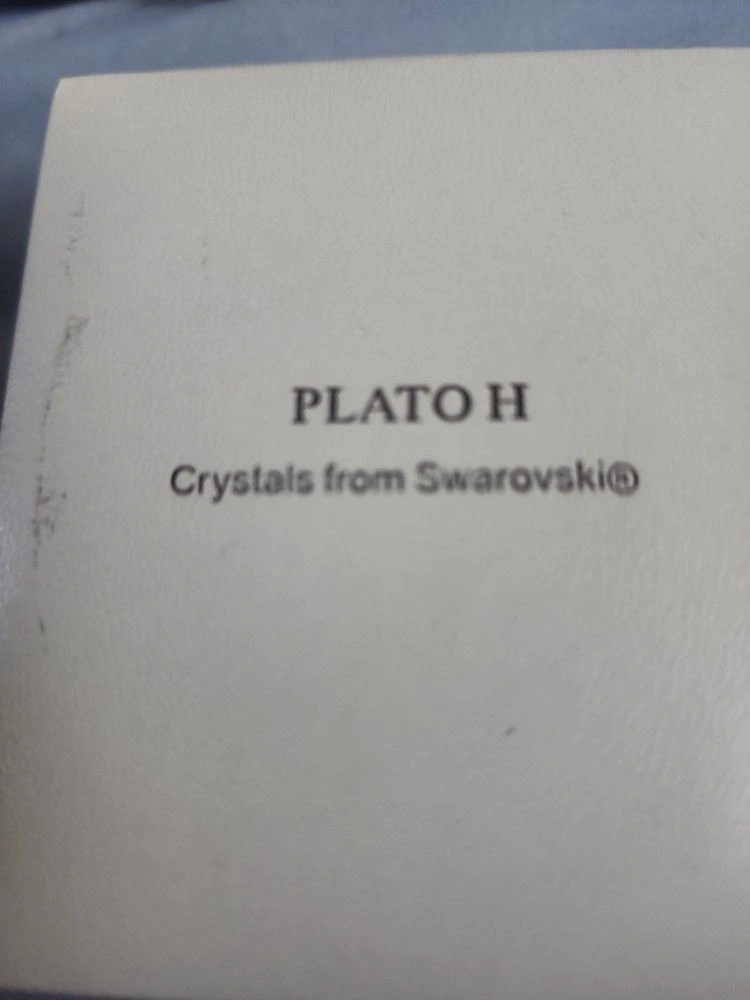 PLATO H
Crystals from Swarovski®